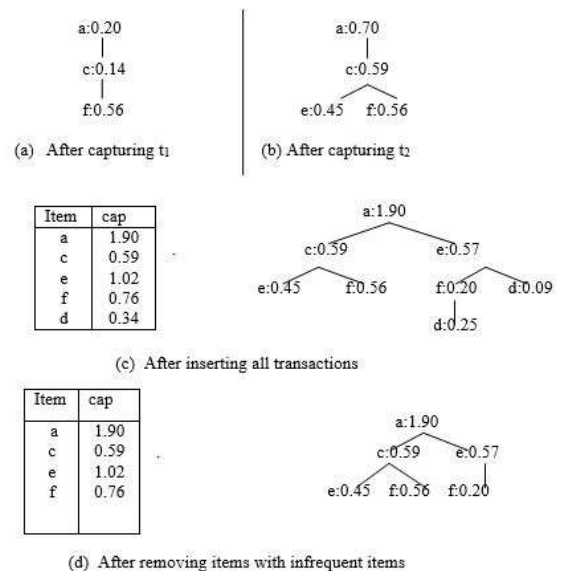 a:0.20
c:0.14
f:0.56
(a) After capturing t1
a:0.70
c:0.59
e:0.45 f:0.56
(b) After capturing t2
Item cap
a 1.90
c 0.59
e 1.02
f 0.76
d 0.34
a:1.90
c:0.59 e:0.57
e:0.45 f:0.56 f:0.20 d:0.09
d:0.25
(c) After inserting all transactions
Item cap
a 1.90
c 0.59
e 1.02
f 0.76
a:1.90
c:0.59 e:0.57
e:0.45 f:0.56 f:0.20
(d) After removing items with infrequent items